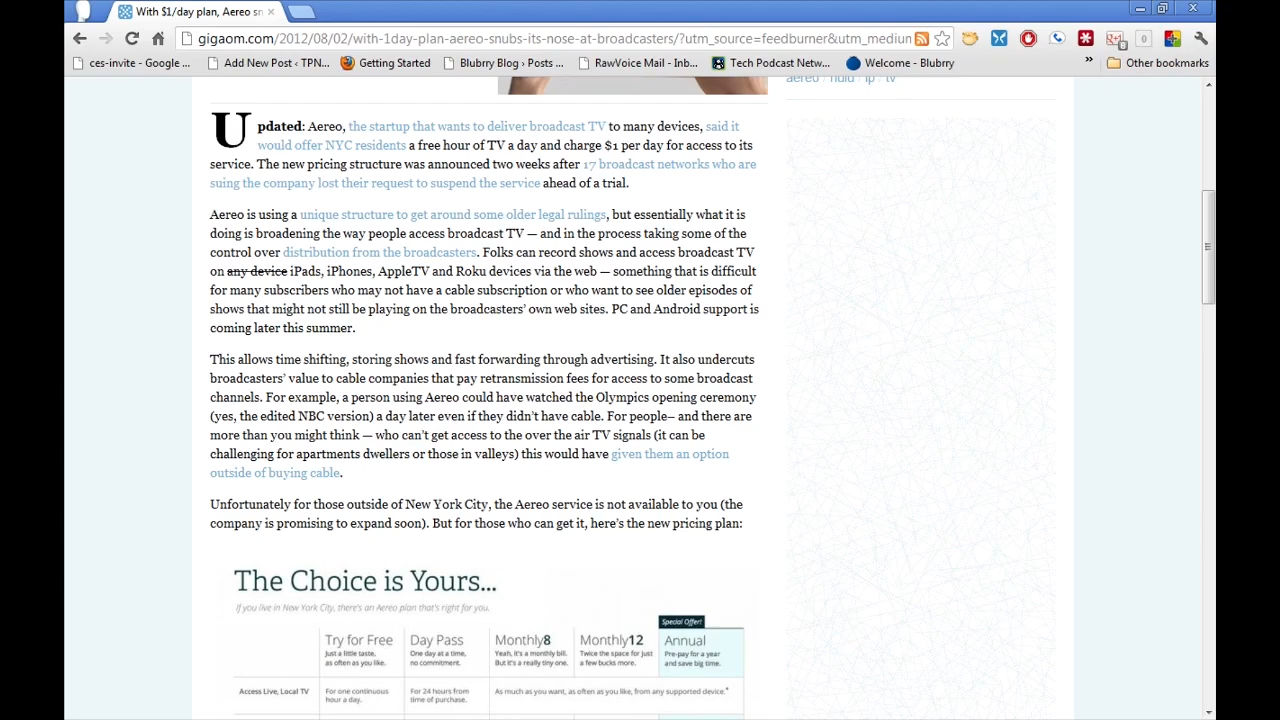 With $1/day plan, Aereo sn
gigaom.com/2012/08/02/with-1day-plan-aereo-snubs-its-nose-at-broadcasters/?utm_source=feedburner&utm_medium
ces-invite - Google ... Add New Post ‹ TPN... Getting Started Blubrry Blog › Posts ... RawVoice Mail - Inb... Tech Podcast Netw... Welcome - Blubrry » Other bookmarks
aereo / hdid / ip / tv
Updated: Aereo, the startup that wants to deliver broadcast TV to many devices, said it
would offer NYC residents a free hour of TV a day and charge $1 per day for access to its
service. The new pricing structure was announced two weeks after 17 broadcast networks who are
suing the company lost their request to suspend the service ahead of a trial.
Aereo is using a unique structure to get around some older legal rulings, but essentially what it is
doing is broadening the way people access broadcast TV — and in the process taking some of the
control over distribution from the broadcasters. Folks can record shows and access broadcast TV
on any device iPads, iPhones, AppleTV and Roku devices via the web — something that is difficult
for many subscribers who may not have a cable subscription or who want to see older episodes of
shows that might not still be playing on the broadcasters' own web sites. PC and Android support is
coming later this summer.
This allows time shifting, storing shows and fast forwarding through advertising. It also undercuts
broadcasters' value to cable companies that pay retransmission fees for access to some broadcast
channels. For example, a person using Aereo could have watched the Olympics opening ceremony
(yes, the edited NBC version) a day later even if they didn't have cable. For people– and there are
more than you might think — who can't get access to the over the air TV signals (it can be
challenging for apartments dwellers or those in valleys) this would have given them an option
outside of buying cable.
Unfortunately for those outside of New York City, the Aereo service is not available to you (the
company is promising to expand soon). But for those who can get it, here's the new pricing plan:
The Choice is Yours...
If you live in New York City, there's an Aereo plan that's right for you.
Special Offer!
Try for Free Day Pass Monthly8 Monthly12 Annual
Just a little taste, One day at a time, Yeah, it's a monthly bill. Twice the space for just Pre-pay for a year
as often as you like. no commitment. But it's a really tiny one. a few bucks more. and save big time.
Access Live, Local TV For one continuous For 24 hours from As much as you want, as often as you like, from any supported device.*
hour a day. time of purchase.